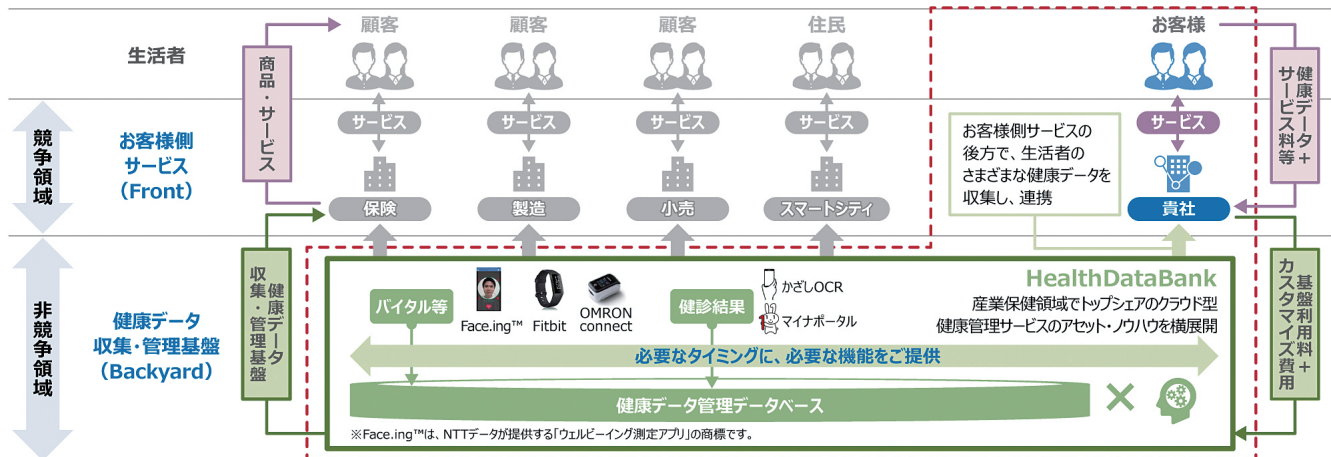 生活者
競争領域
お客様側
サービス
（Front）
非競争領域
健康データ
収集・管理基盤
（Backyard）
商品・サービス
健康データ
収集・管理基盤
顧客
サービス
保険
顧客
サービス
製造
顧客
サービス
小売
住民
サービス
スマートシティ
お客様
サービス
貴社
お客様側サービスの
後方で、生活者の
さまざまな健康データを
収集し、連携
健康データ+
サービス料等
基盤利用料+
カスタマイズ費用
HealthDataBank
産業保健領域でトップシェアのクラウド型
健康管理サービスのアセット・ノウハウを横展開
バイタル等
Face.ing™
Fitbit
OMRON
connect
健診結果
かざしOCR
マイナポータル
必要なタイミングに、必要な機能をご提供
健康データ管理データベース
※Face.ing™は、NTTデータが提供する「ウェルビーイング測定アプリ」の商標です。